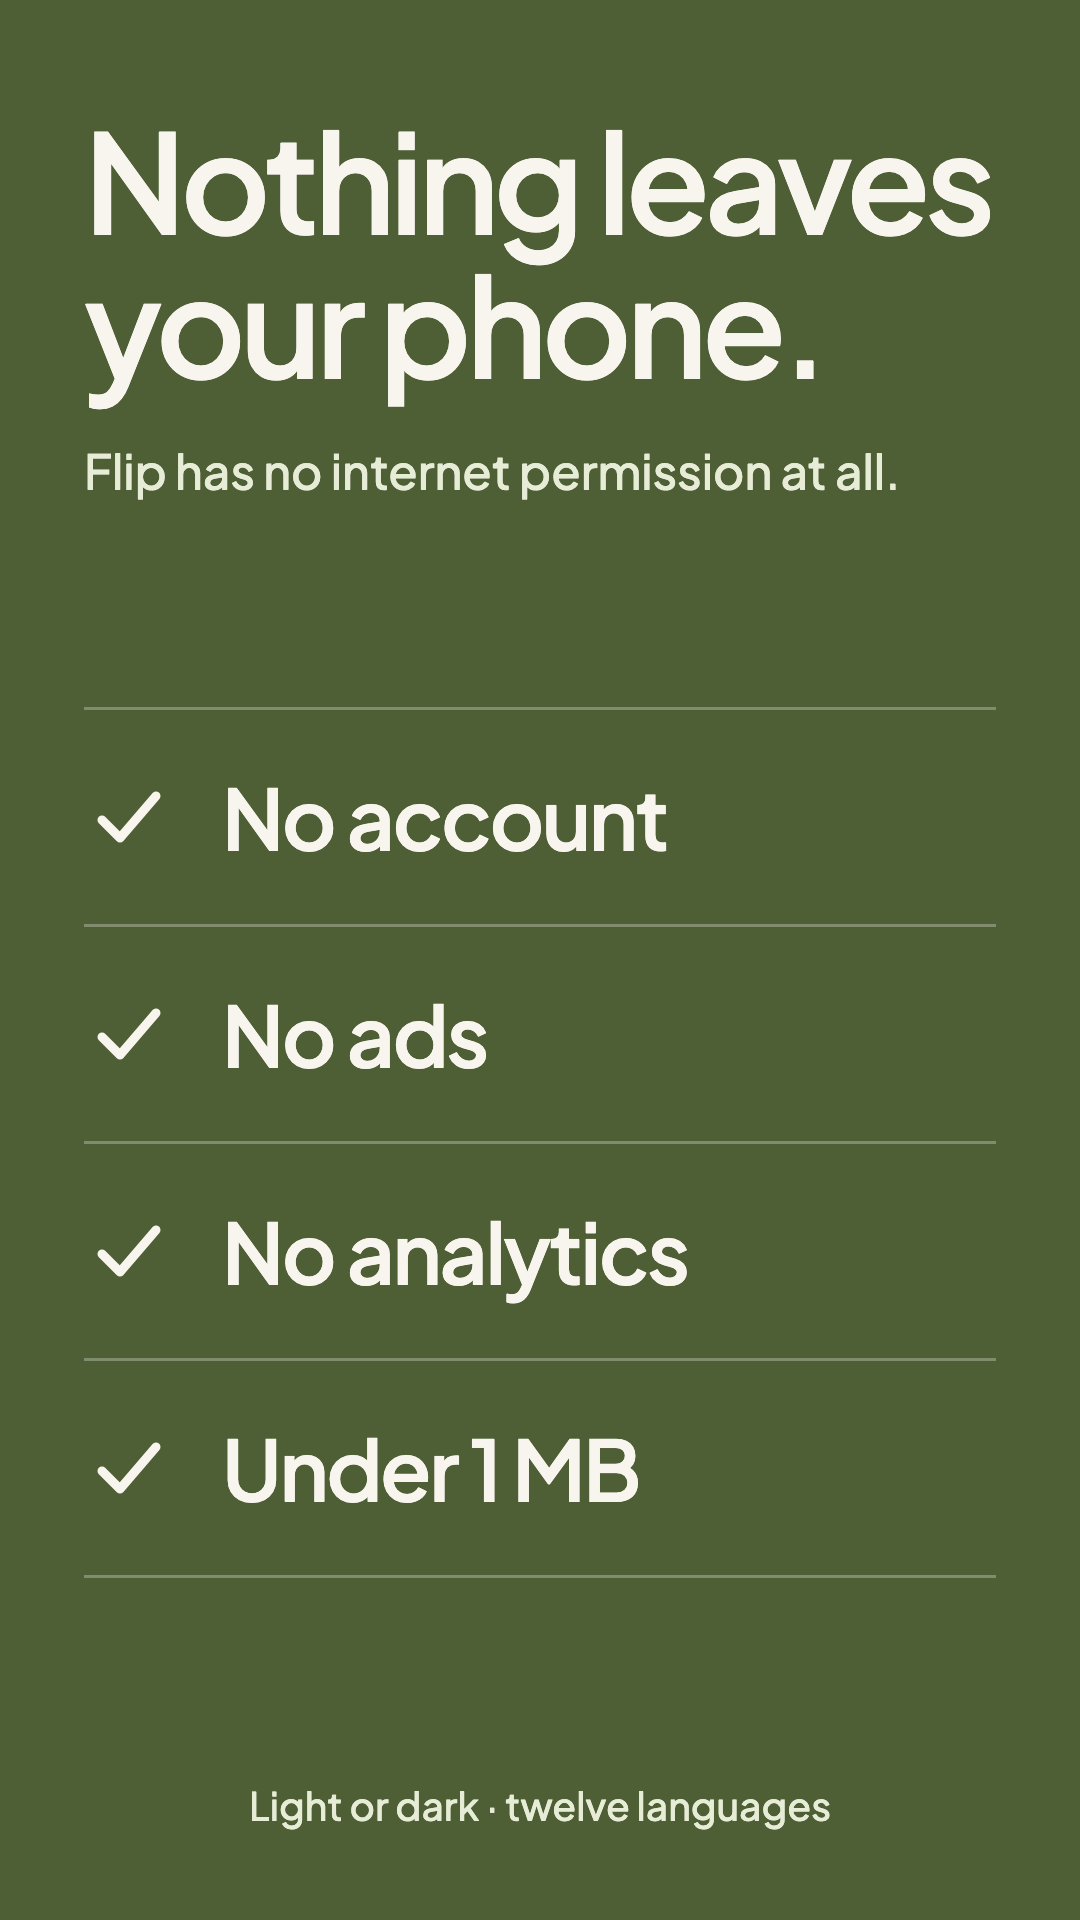 Nothing leaves
your phone.
Flip has no internet permission at all.
No account
No ads
No analytics
Under 1 MB
Light or dark · twelve languages